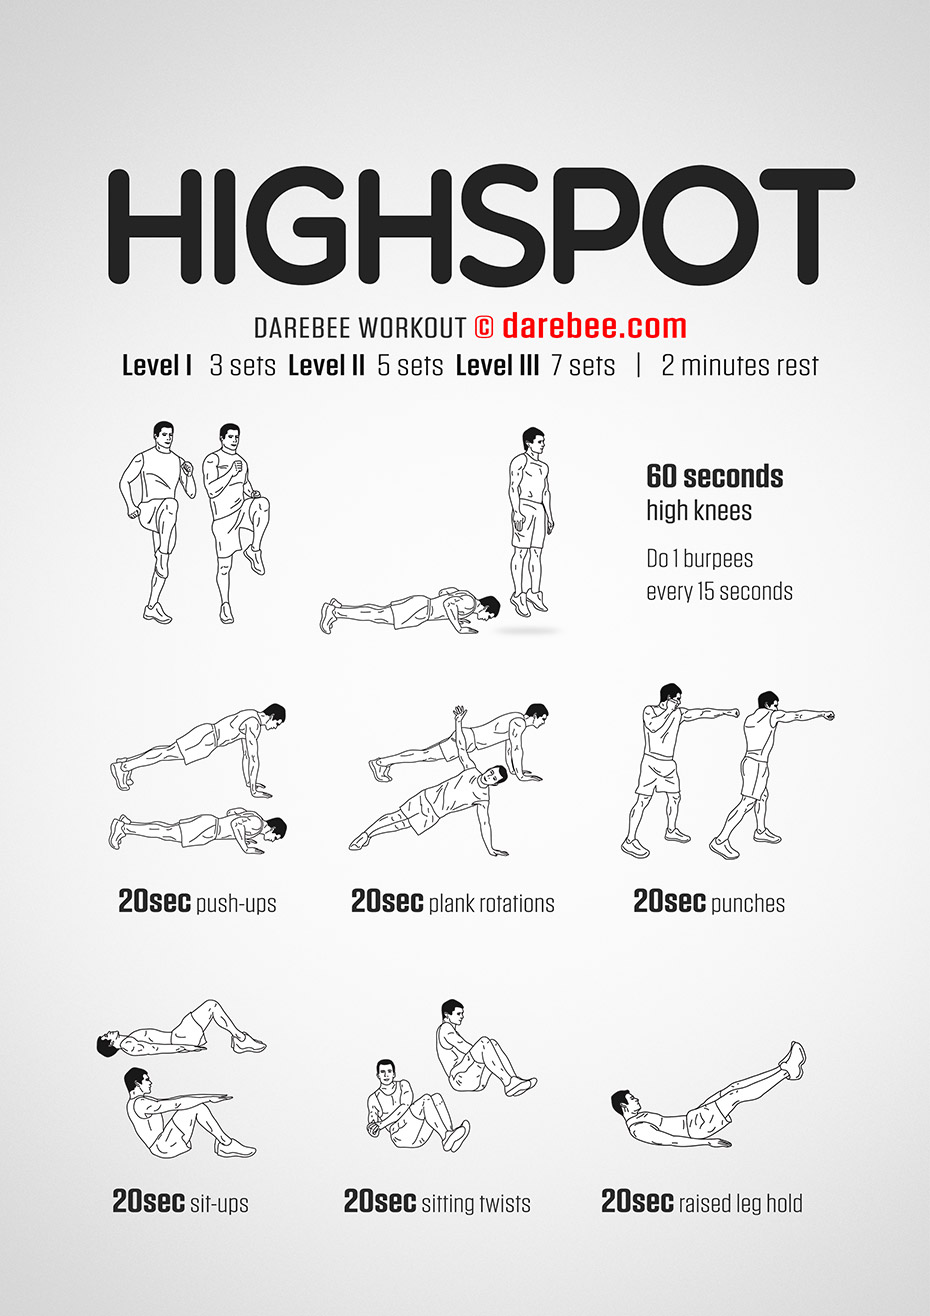 HIGHSPOT
DAREBEE WORKOUT © darebee.com
Level I 3 sets Level II 5 sets Level III 7 sets | 2 minutes rest
60 seconds
high knees
Do 1 burpees
every 15 seconds
20sec push-ups
20sec plank rotations
20sec punches
20sec sit-ups
20sec sitting twists
20sec raised leg hold